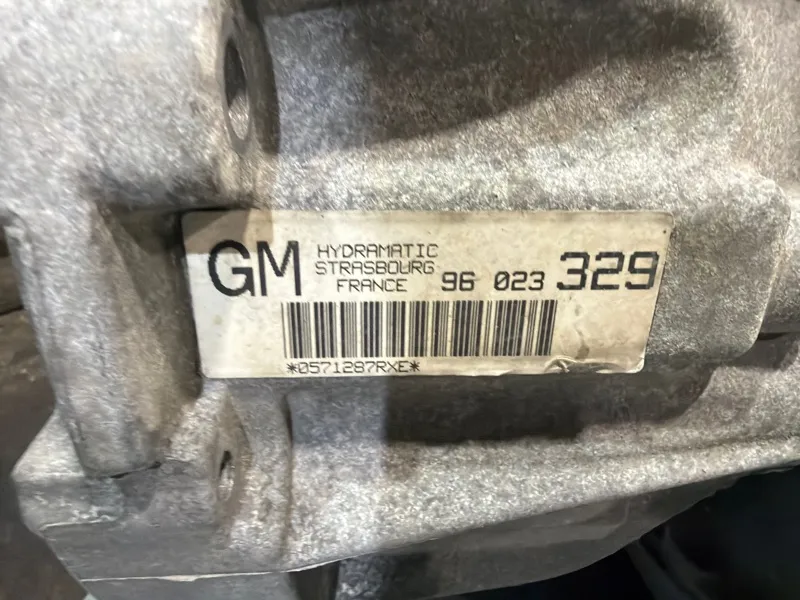 GM
HYDRAMATIC
STRASBOURG
FRANCE 96 023 329
*0571287RXE*